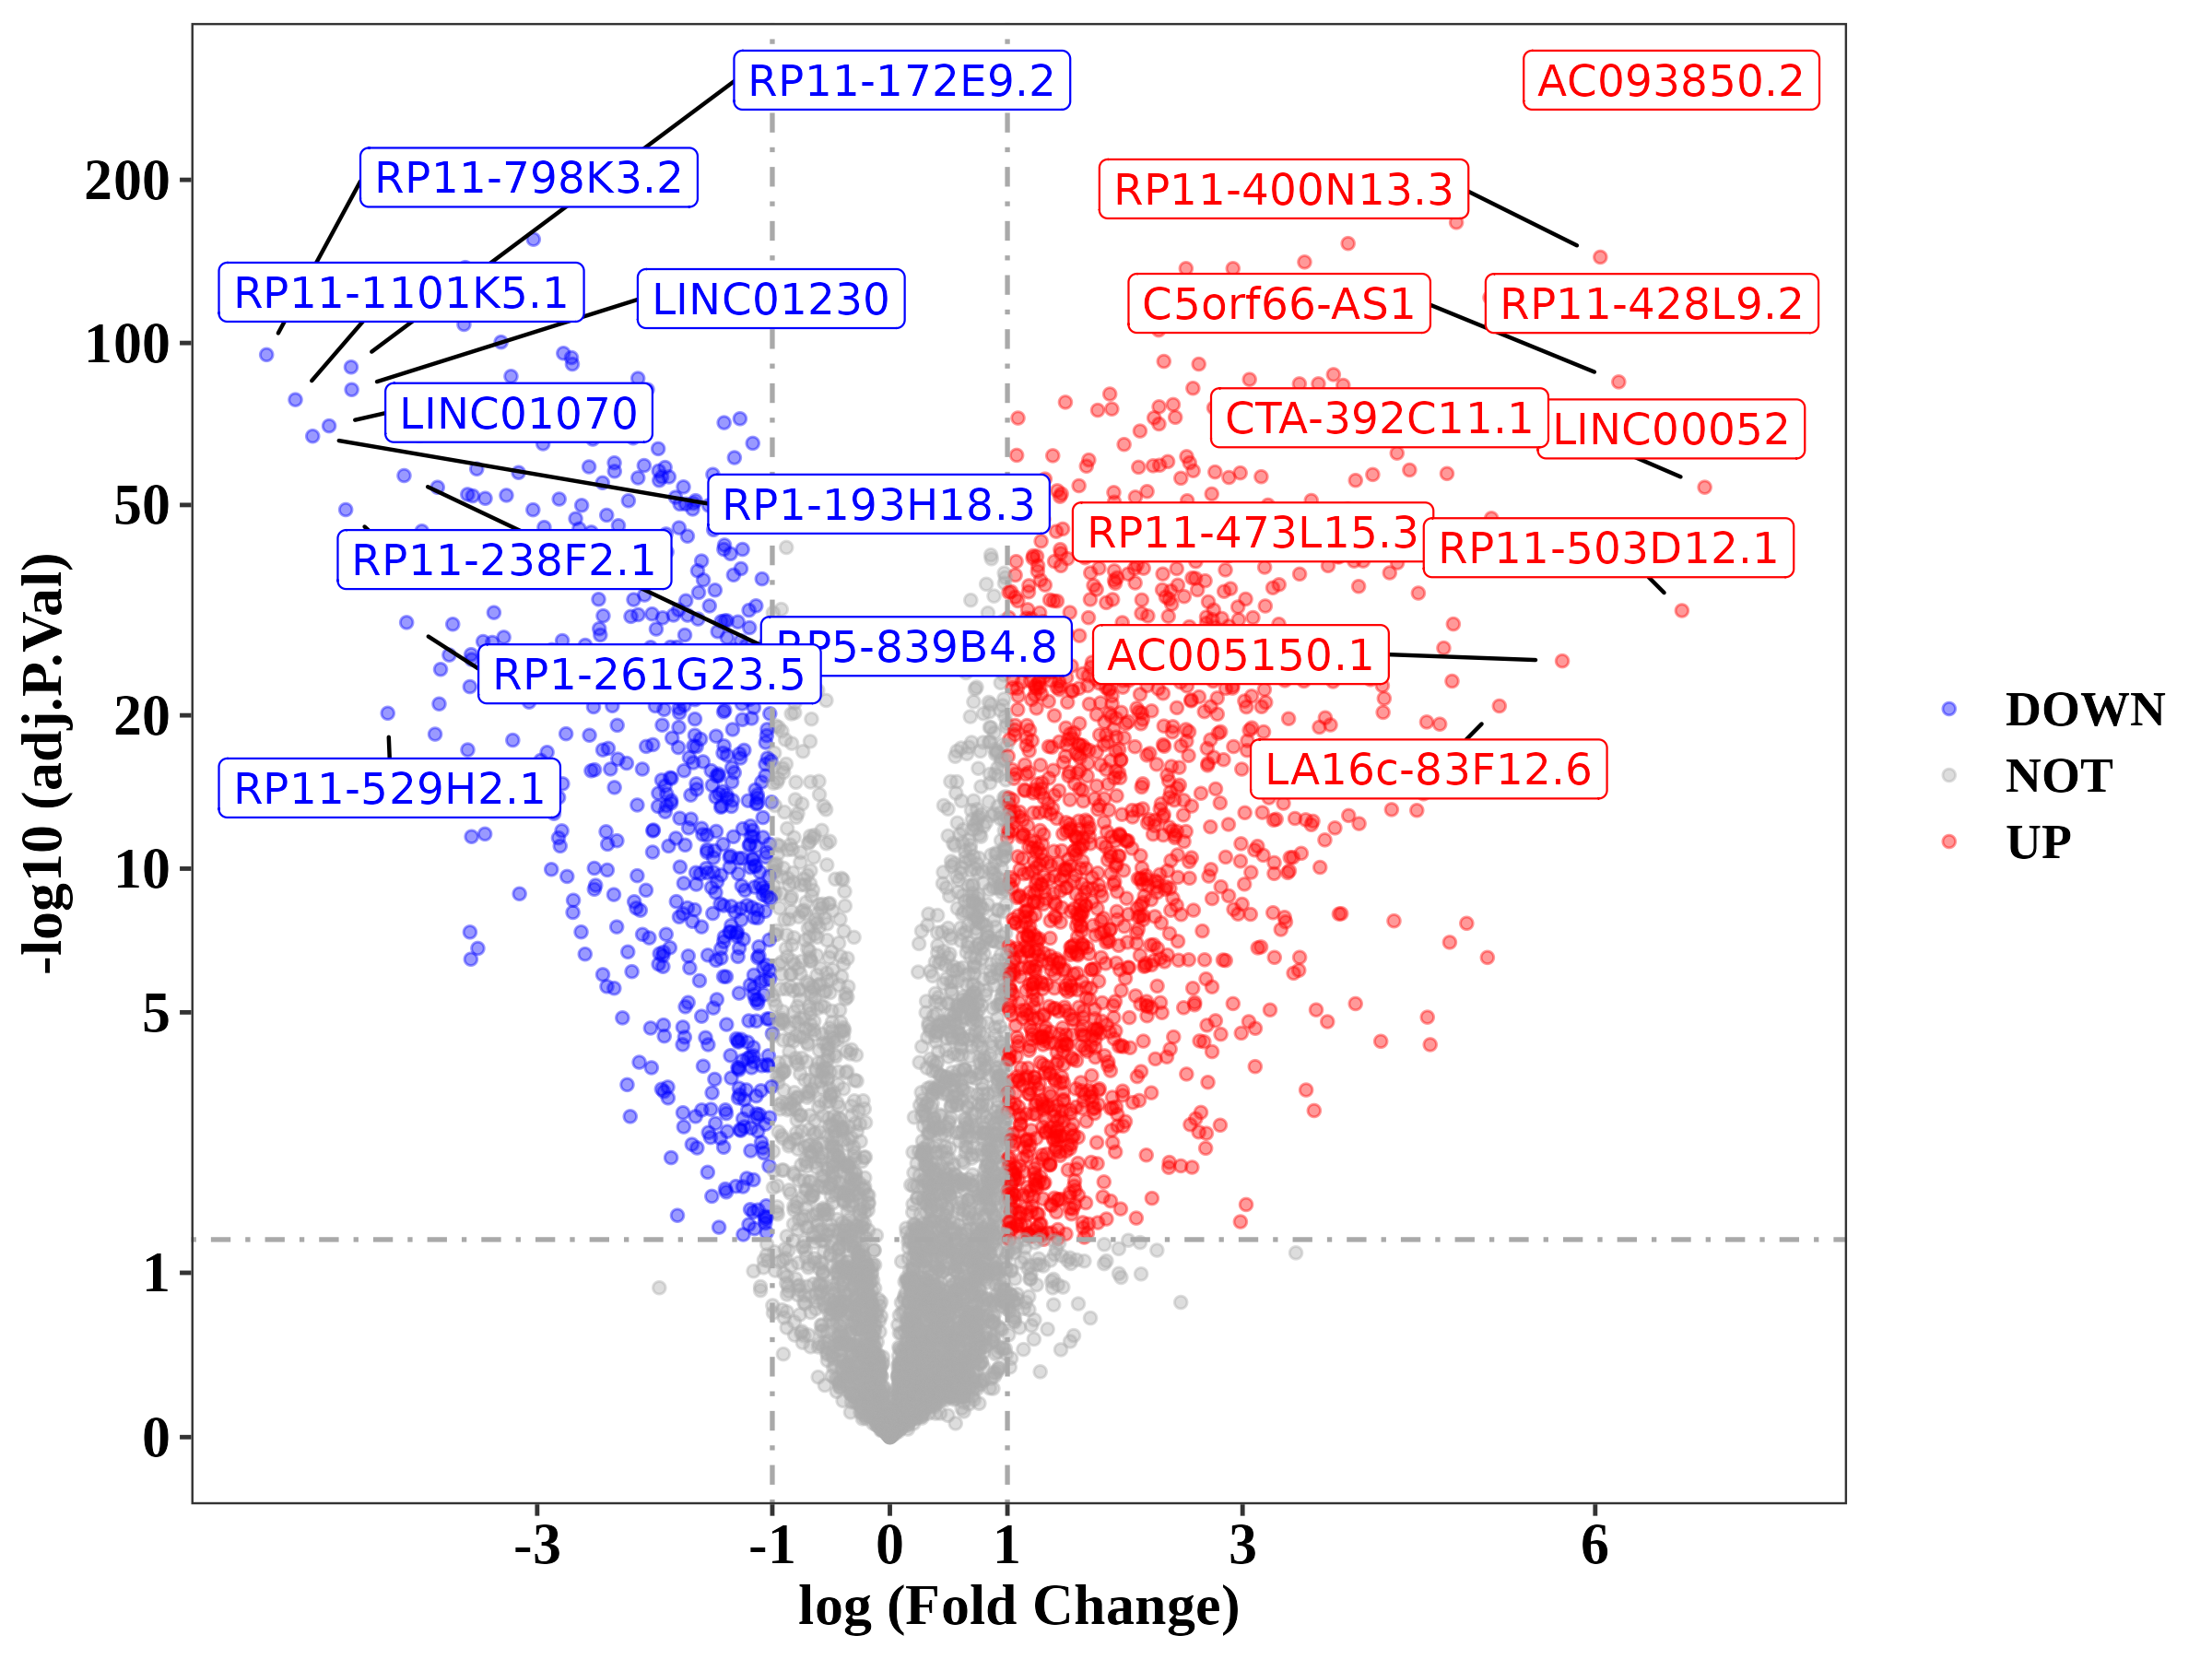 RP11-172E9.2
AC093850.2
RP11-798K3.2
RP11-400N13.3
RP11-1101K5.1
LINC01230
C5orf66-AS1
RP11-428L9.2
LINC01070
CTA-392C11.1
LINC00052
RP1-193H18.3
RP11-473L15.3
RP11-503D12.1
RP11-238F2.1
RP5-839B4.8
AC005150.1
RP1-261G23.5
LA16c-83F12.6
RP11-529H2.1
200
100
50
20
10
5
1
0
-log10 (adj.P.Val)
-3
-1
0
1
3
6
log (Fold Change)
DOWN
NOT
UP